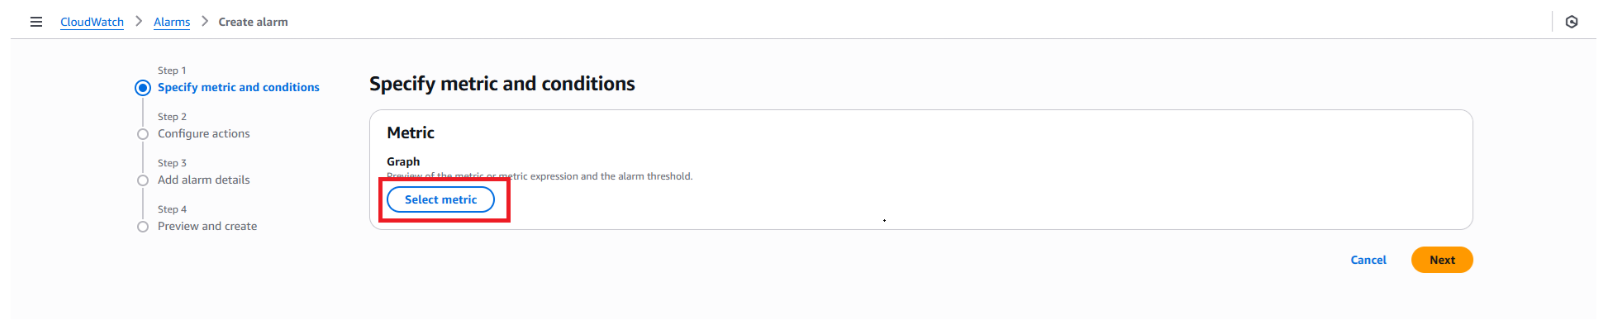 CloudWatch > Alarms > Create alarm
Step 1
Specify metric and conditions
Step 2
Configure actions
Step 3
Add alarm details
Step 4
Preview and create
Specify metric and conditions
Metric
Graph
Preview of the metric or metric expression and the alarm threshold.
Select metric
Cancel
Next